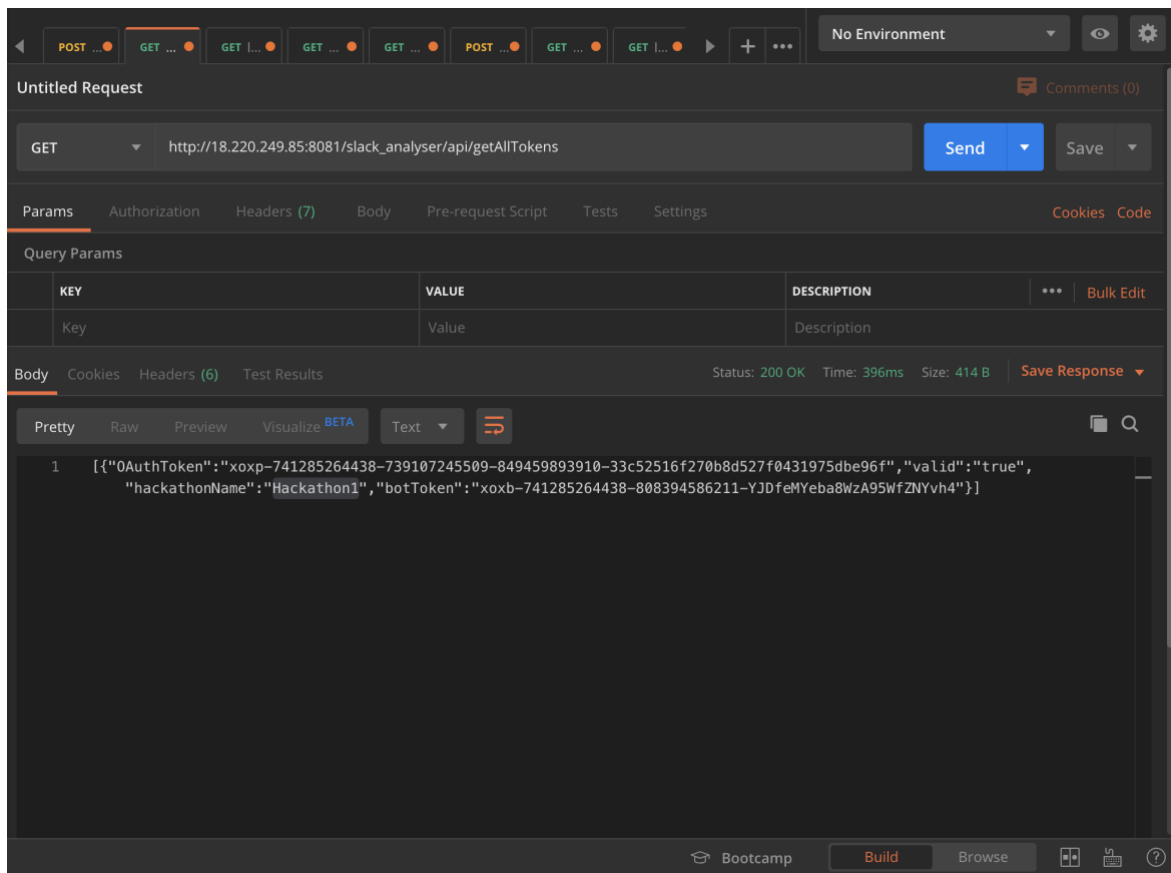 POST ...
GET ...
GET I...
GET ...
GET ...
POST ...
GET ...
GET I...
No Environment
Untitled Request
Comments (0)
GET
http://18.220.249.85:8081/slack_analyser/api/getAllTokens
Send
Save
Params Authorization Headers (7) Body Pre-request Script Tests Settings
Cookies Code
Query Params
KEY VALUE DESCRIPTION
Bulk Edit
Key Value Description
Body Cookies Headers (6) Test Results
Status: 200 OK Time: 396ms Size: 414 B
Save Response
Pretty Raw Preview Visualize BETA Text
1 [{"OAuthToken":"xoxp-741285264438-739107245509-849459893910-33c52516f270b8d527f0431975dbe96f","valid":"true",
"hackathonName":"Hackathon1","botToken":"xoxb-741285264438-808394586211-YJDfeMYeba8WzA95WfZNYvh4"}]
Bootcamp Build Browse